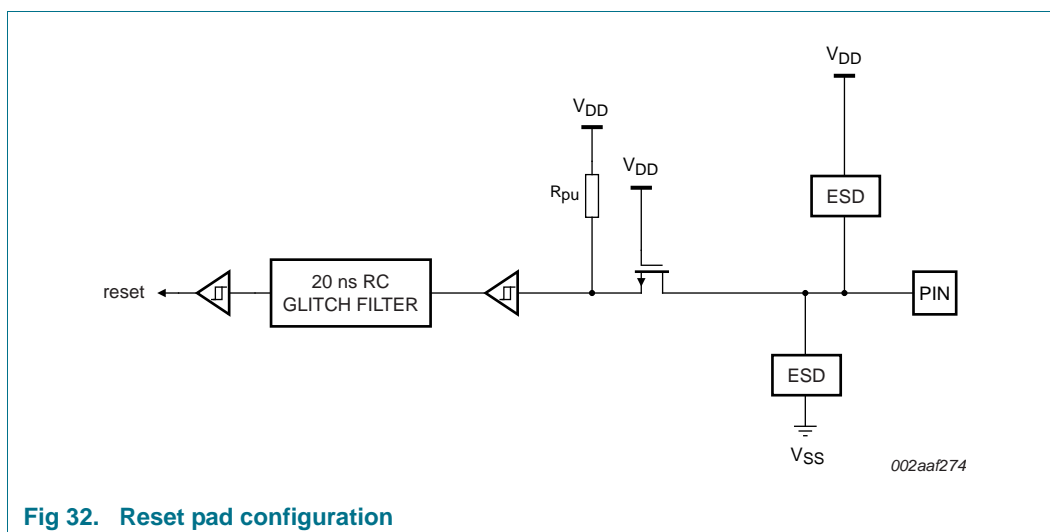 VDD
VDD
VDD
Rpu
ESD
reset
20 ns RC
GLITCH FILTER
PIN
ESD
VSS
002aaf274
Fig 32. Reset pad configuration